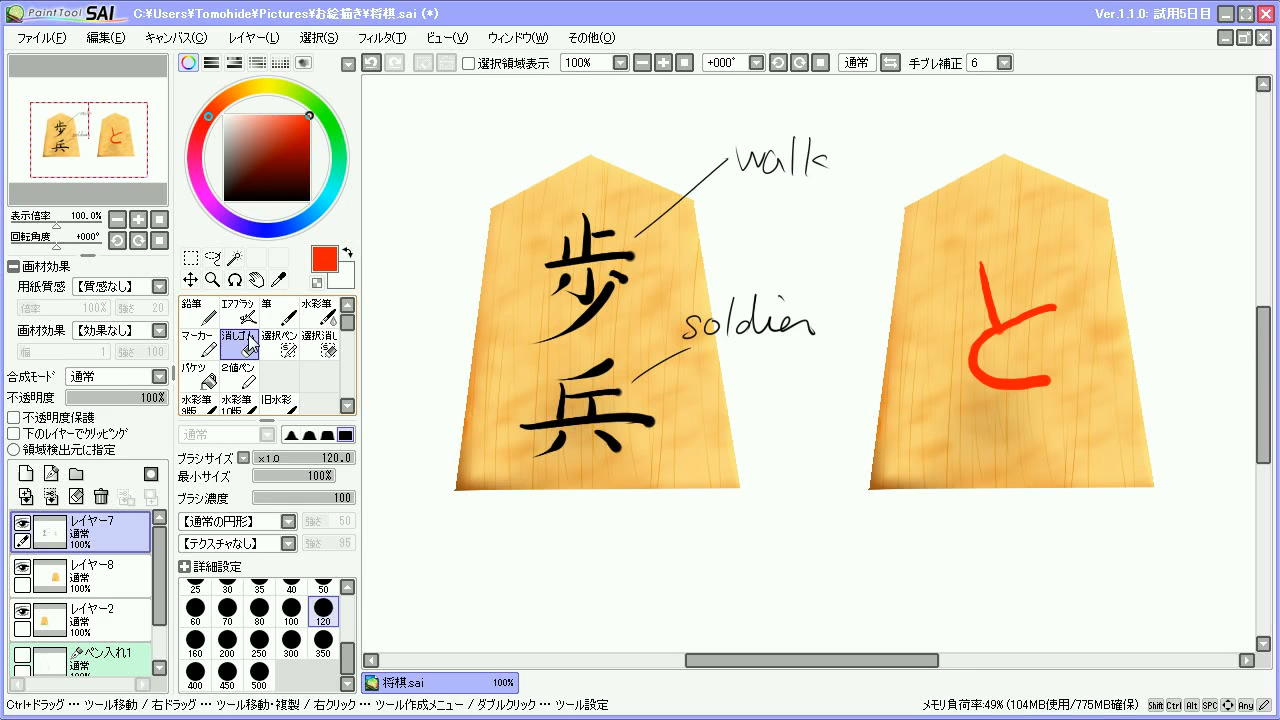 PaintTool SAI C:¥Users¥Tomohide¥Pictures¥お絵描き¥将棋.sai (*) Ver.1.1.0: 試用5日目
ファイル(F) 編集(E) キャンバス(C) レイヤー(L) 選択(S) フィルタ(T) ビュー(V) ウィンドウ(W) その他(O)
選択領域表示 100% +000° 通常 手ブレ補正 6
表示倍率 100.0%
回転角度 +000°
画材効果
用紙質感 【質感なし】
倍率 100% 強さ 20
画材効果 【効果なし】
幅 1 強さ 100
合成モード 通常
不透明度 100%
不透明度保護
下のレイヤーでクリッピング
領域検出元に指定
レイヤー7
通常
100%
レイヤー8
通常
100%
レイヤー2
通常
100%
ペン入れ1
通常
鉛筆 エアブラシ 筆 水彩筆
マーカー 消しゴム 選択ペン 選択消し
バケツ 2値ペン
水彩筆 水彩筆 旧水彩
通常
ブラシサイズ x1.0 120.0
最小サイズ 100%
ブラシ濃度 100
【通常の円形】 強さ 50
【テクスチャなし】 強さ 95
詳細設定
25 30 35 40 50
60 70 80 100 120
160 200 250 300 350
400 450 500
walk
歩
soldier
兵
と
将棋.sai 100%
Ctrl+ドラッグ … ツール移動 / 右ドラッグ … ツール移動・複製 / 右クリック … ツール作成メニュー / ダブルクリック … ツール設定
メモリ負荷率:49% (104MB使用/775MB確保) Shift Ctrl Alt SPC Any